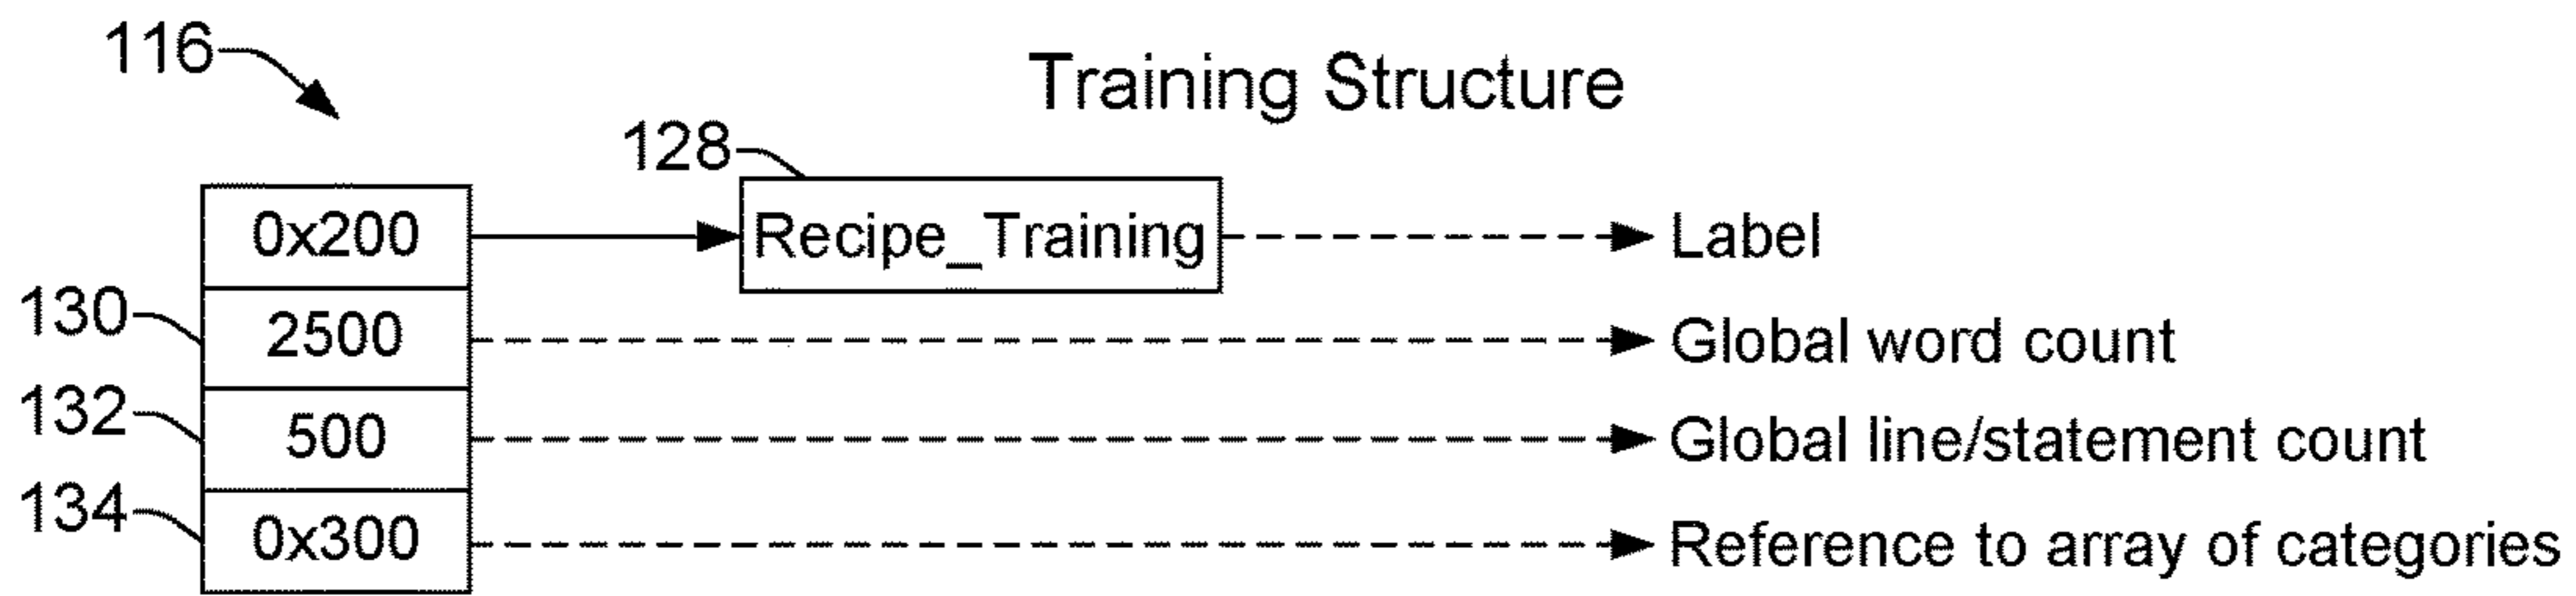 116
Training Structure
128
0x200 Recipe_Training Label
130 2500 Global word count
132 500 Global line/statement count
134 0x300 Reference to array of categories